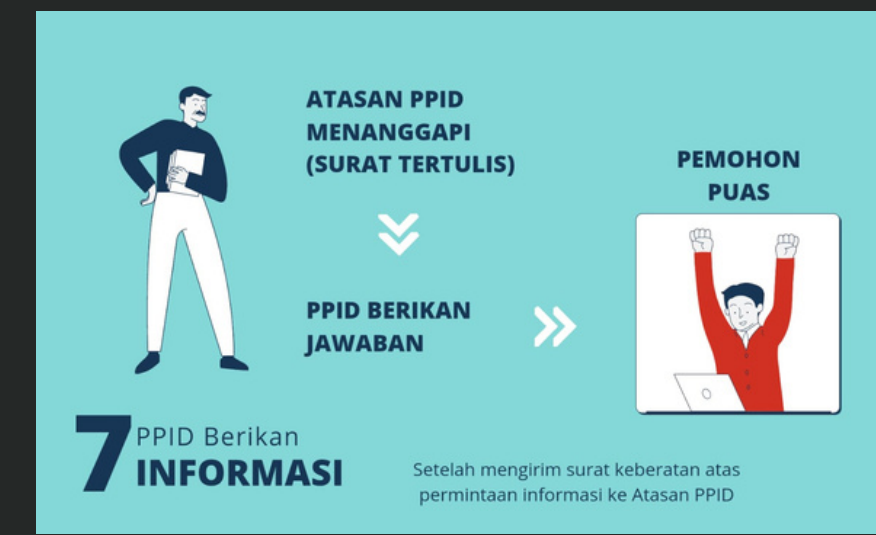 ATASAN PPID
MENANGGAPI
(SURAT TERTULIS)
PPID BERIKAN
JAWABAN
PEMOHON
PUAS
7
PPID Berikan
INFORMASI
Setelah mengirim surat keberatan atas
permintaan informasi ke Atasan PPID